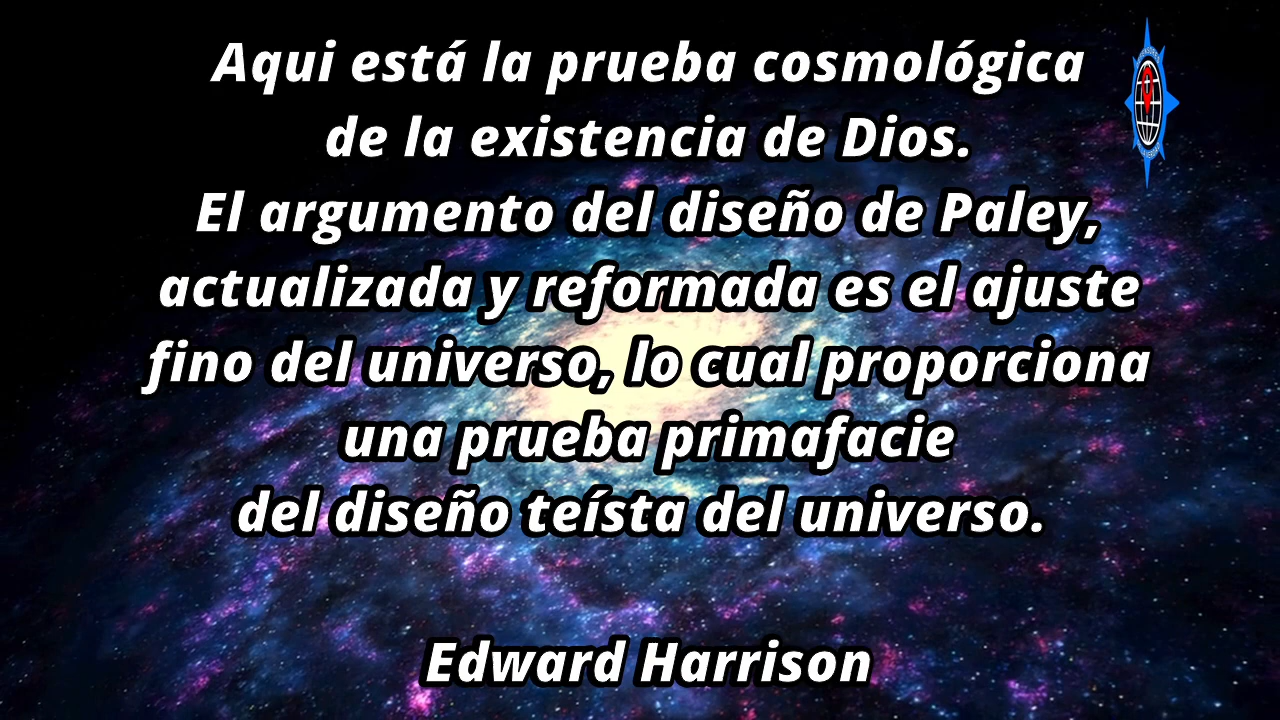 Aqui está la prueba cosmológica
de la existencia de Dios.
El argumento del diseño de Paley,
actualizada y reformada es el ajuste
fino del universo, lo cual proporciona
una prueba primafacie
del diseño teísta del universo.
Edward Harrison